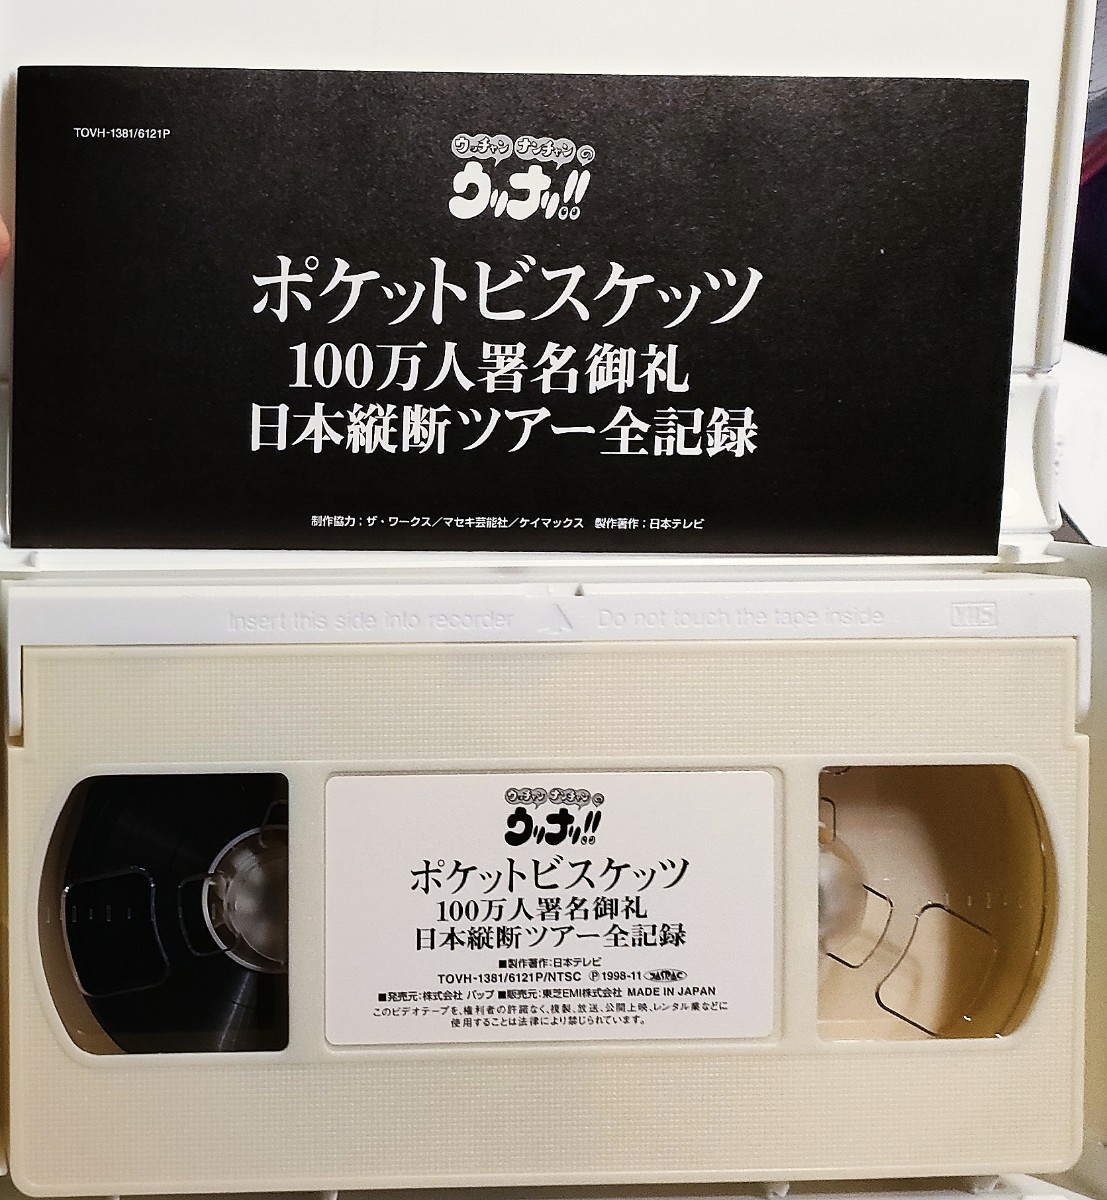 TOVH-1381/6121P
ウッチャン ナンチャンの
ウリナリ!!
ポケットビスケッツ
100万人署名御礼
日本縦断ツアー全記録
制作協力:ザ・ワークス/マセキ芸能社/ケイマックス 製作著作:日本テレビ
Insert this side into recorder Do not touch the tape inside VHS
ウッチャン ナンチャンの
ウリナリ!!
ポケットビスケッツ
100万人署名御礼
日本縦断ツアー全記録
■製作著作:日本テレビ
TOVH-1381/6121P/NTSC Ⓟ1998-11 JASRAC
■発売元:株式会社 バップ ■販売元:東芝EMI株式会社 MADE IN JAPAN
このビデオテープを、権利者の許諾なく、複製、放送、公開上映、レンタル業などに
使用することは法律により禁じられています。